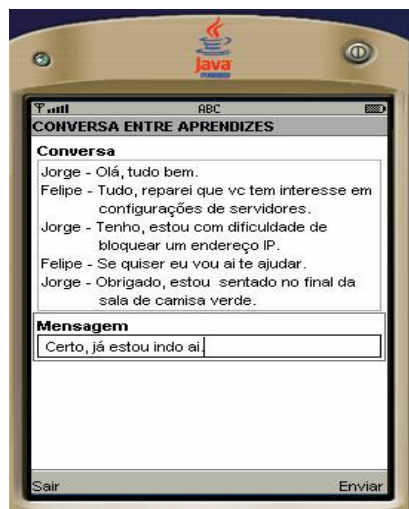 Java
POWERED
ABC
CONVERSA ENTRE APRENDIZES
Conversa
Jorge - Olá, tudo bem.
Felipe - Tudo, reparei que vc tem interesse em
configurações de servidores.
Jorge - Tenho, estou com dificuldade de
bloquear um endereço IP.
Felipe - Se quiser eu vou ai te ajudar.
Jorge - Obrigado, estou sentado no final da
sala de camisa verde.
Mensagem
Certo, já estou indo ai.
Sair Enviar